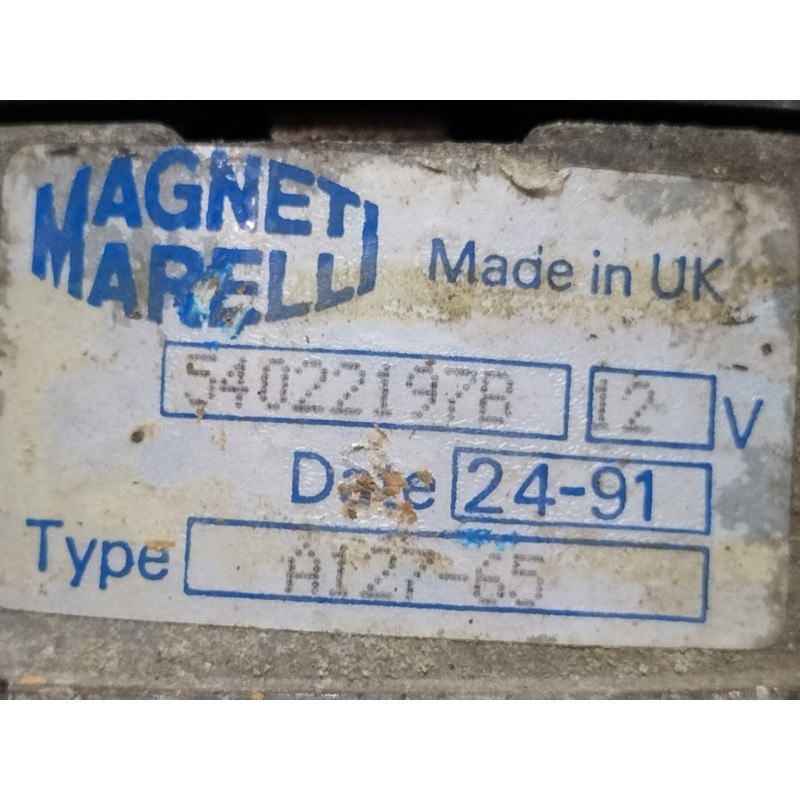 MAGNETI
MARELLI
Made in UK
54022197B 12 V
Date 24-91
Type A127-65